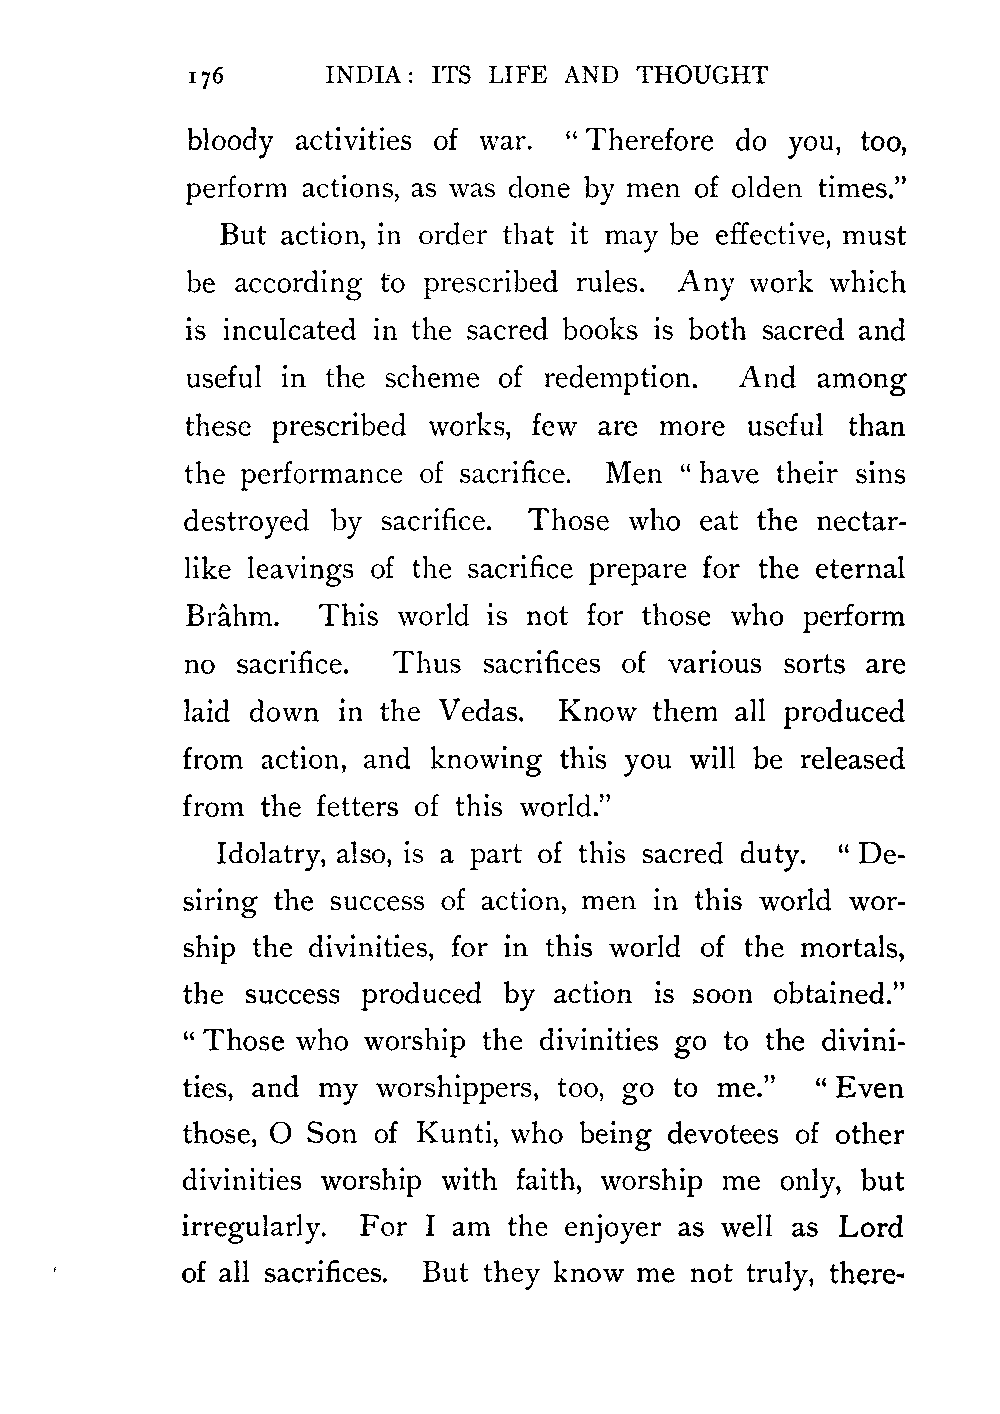 176 INDIA: ITS LIFE AND THOUGHT
bloody activities of war. “Therefore do you, too,
perform actions, as was done by men of olden times.”
But action, in order that it may be effective, must
be according to prescribed rules. Any work which
is inculcated in the sacred books is both sacred and
useful in the scheme of redemption. And among
these prescribed works, few are more useful than
the performance of sacrifice. Men “have their sins
destroyed by sacrifice. Those who eat the nectar-
like leavings of the sacrifice prepare for the eternal
Brâhm. This world is not for those who perform
no sacrifice. Thus sacrifices of various sorts are
laid down in the Vedas. Know them all produced
from action, and knowing this you will be released
from the fetters of this world.”
Idolatry, also, is a part of this sacred duty. “De-
siring the success of action, men in this world wor-
ship the divinities, for in this world of the mortals,
the success produced by action is soon obtained.”
“Those who worship the divinities go to the divini-
ties, and my worshippers, too, go to me.” “Even
those, O Son of Kunti, who being devotees of other
divinities worship with faith, worship me only, but
irregularly. For I am the enjoyer as well as Lord
of all sacrifices. But they know me not truly, there-